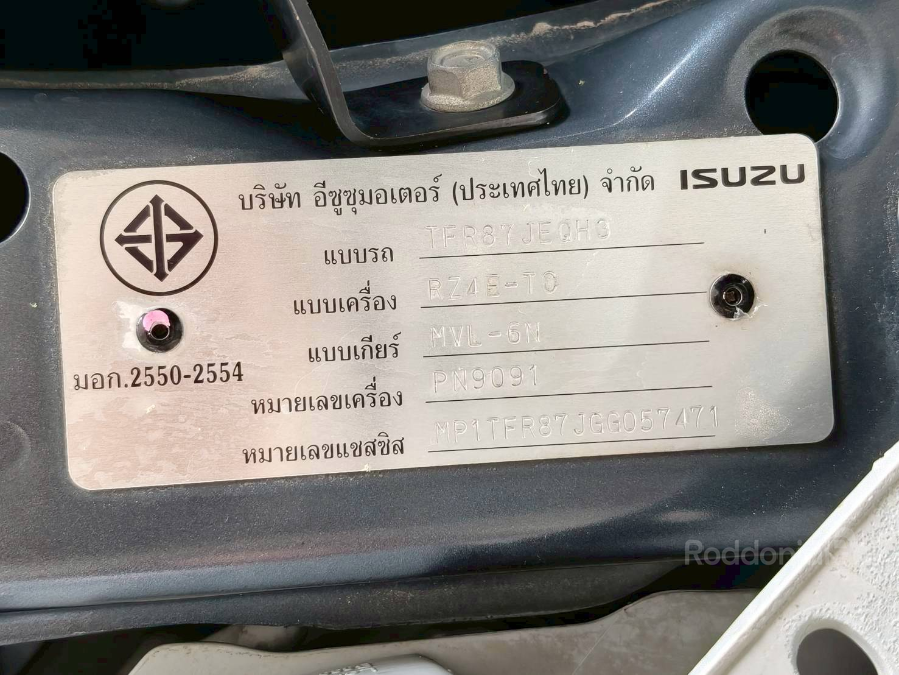 บริษัท อีซูซุมอเตอร์ (ประเทศไทย) จำกัด ISUZU
แบบรถ TFR87JEQHG
แบบเครื่อง RZ4E-TC
แบบเกียร์ MVL-6N
มอก.2550-2554
หมายเลขเครื่อง PN9091
หมายเลขแชสซิส MP1TFR87JGG057471